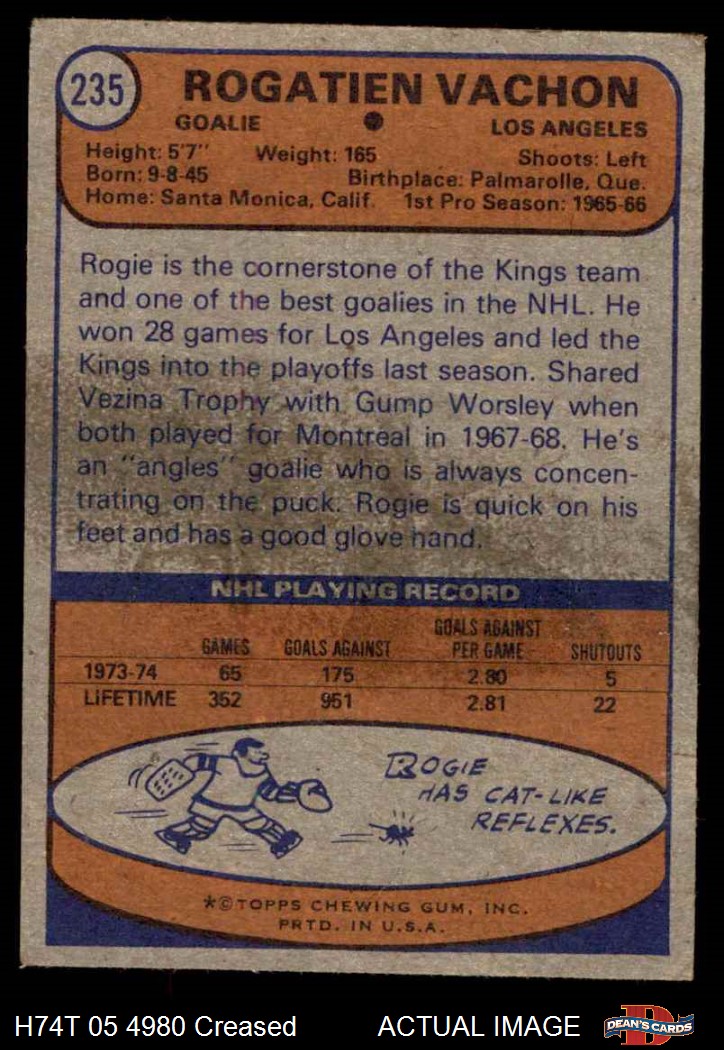 235
ROGATIEN VACHON
GOALIE ● LOS ANGELES
Height: 5'7" Weight: 165 Shoots: Left
Born: 9-8-45 Birthplace: Palmarolle, Que.
Home: Santa Monica, Calif. 1st Pro Season: 1965-66
Rogie is the cornerstone of the Kings team
and one of the best goalies in the NHL. He
won 28 games for Los Angeles and led the
Kings into the playoffs last season. Shared
Vezina Trophy with Gump Worsley when
both played for Montreal in 1967-68. He's
an "angles" goalie who is always concen-
trating on the puck. Rogie is quick on his
feet and has a good glove hand.
NHL PLAYING RECORD
GAMES GOALS AGAINST GOALS AGAINST PER GAME SHUTOUTS
1973-74 65 175 2.80 5
LIFETIME 352 951 2.81 22
ROGIE
HAS CAT-LIKE
REFLEXES.
*©TOPPS CHEWING GUM, INC.
PRTD. IN U.S.A.
H74T 05 4980 Creased ACTUAL IMAGE
D
DEAN'S CARDS